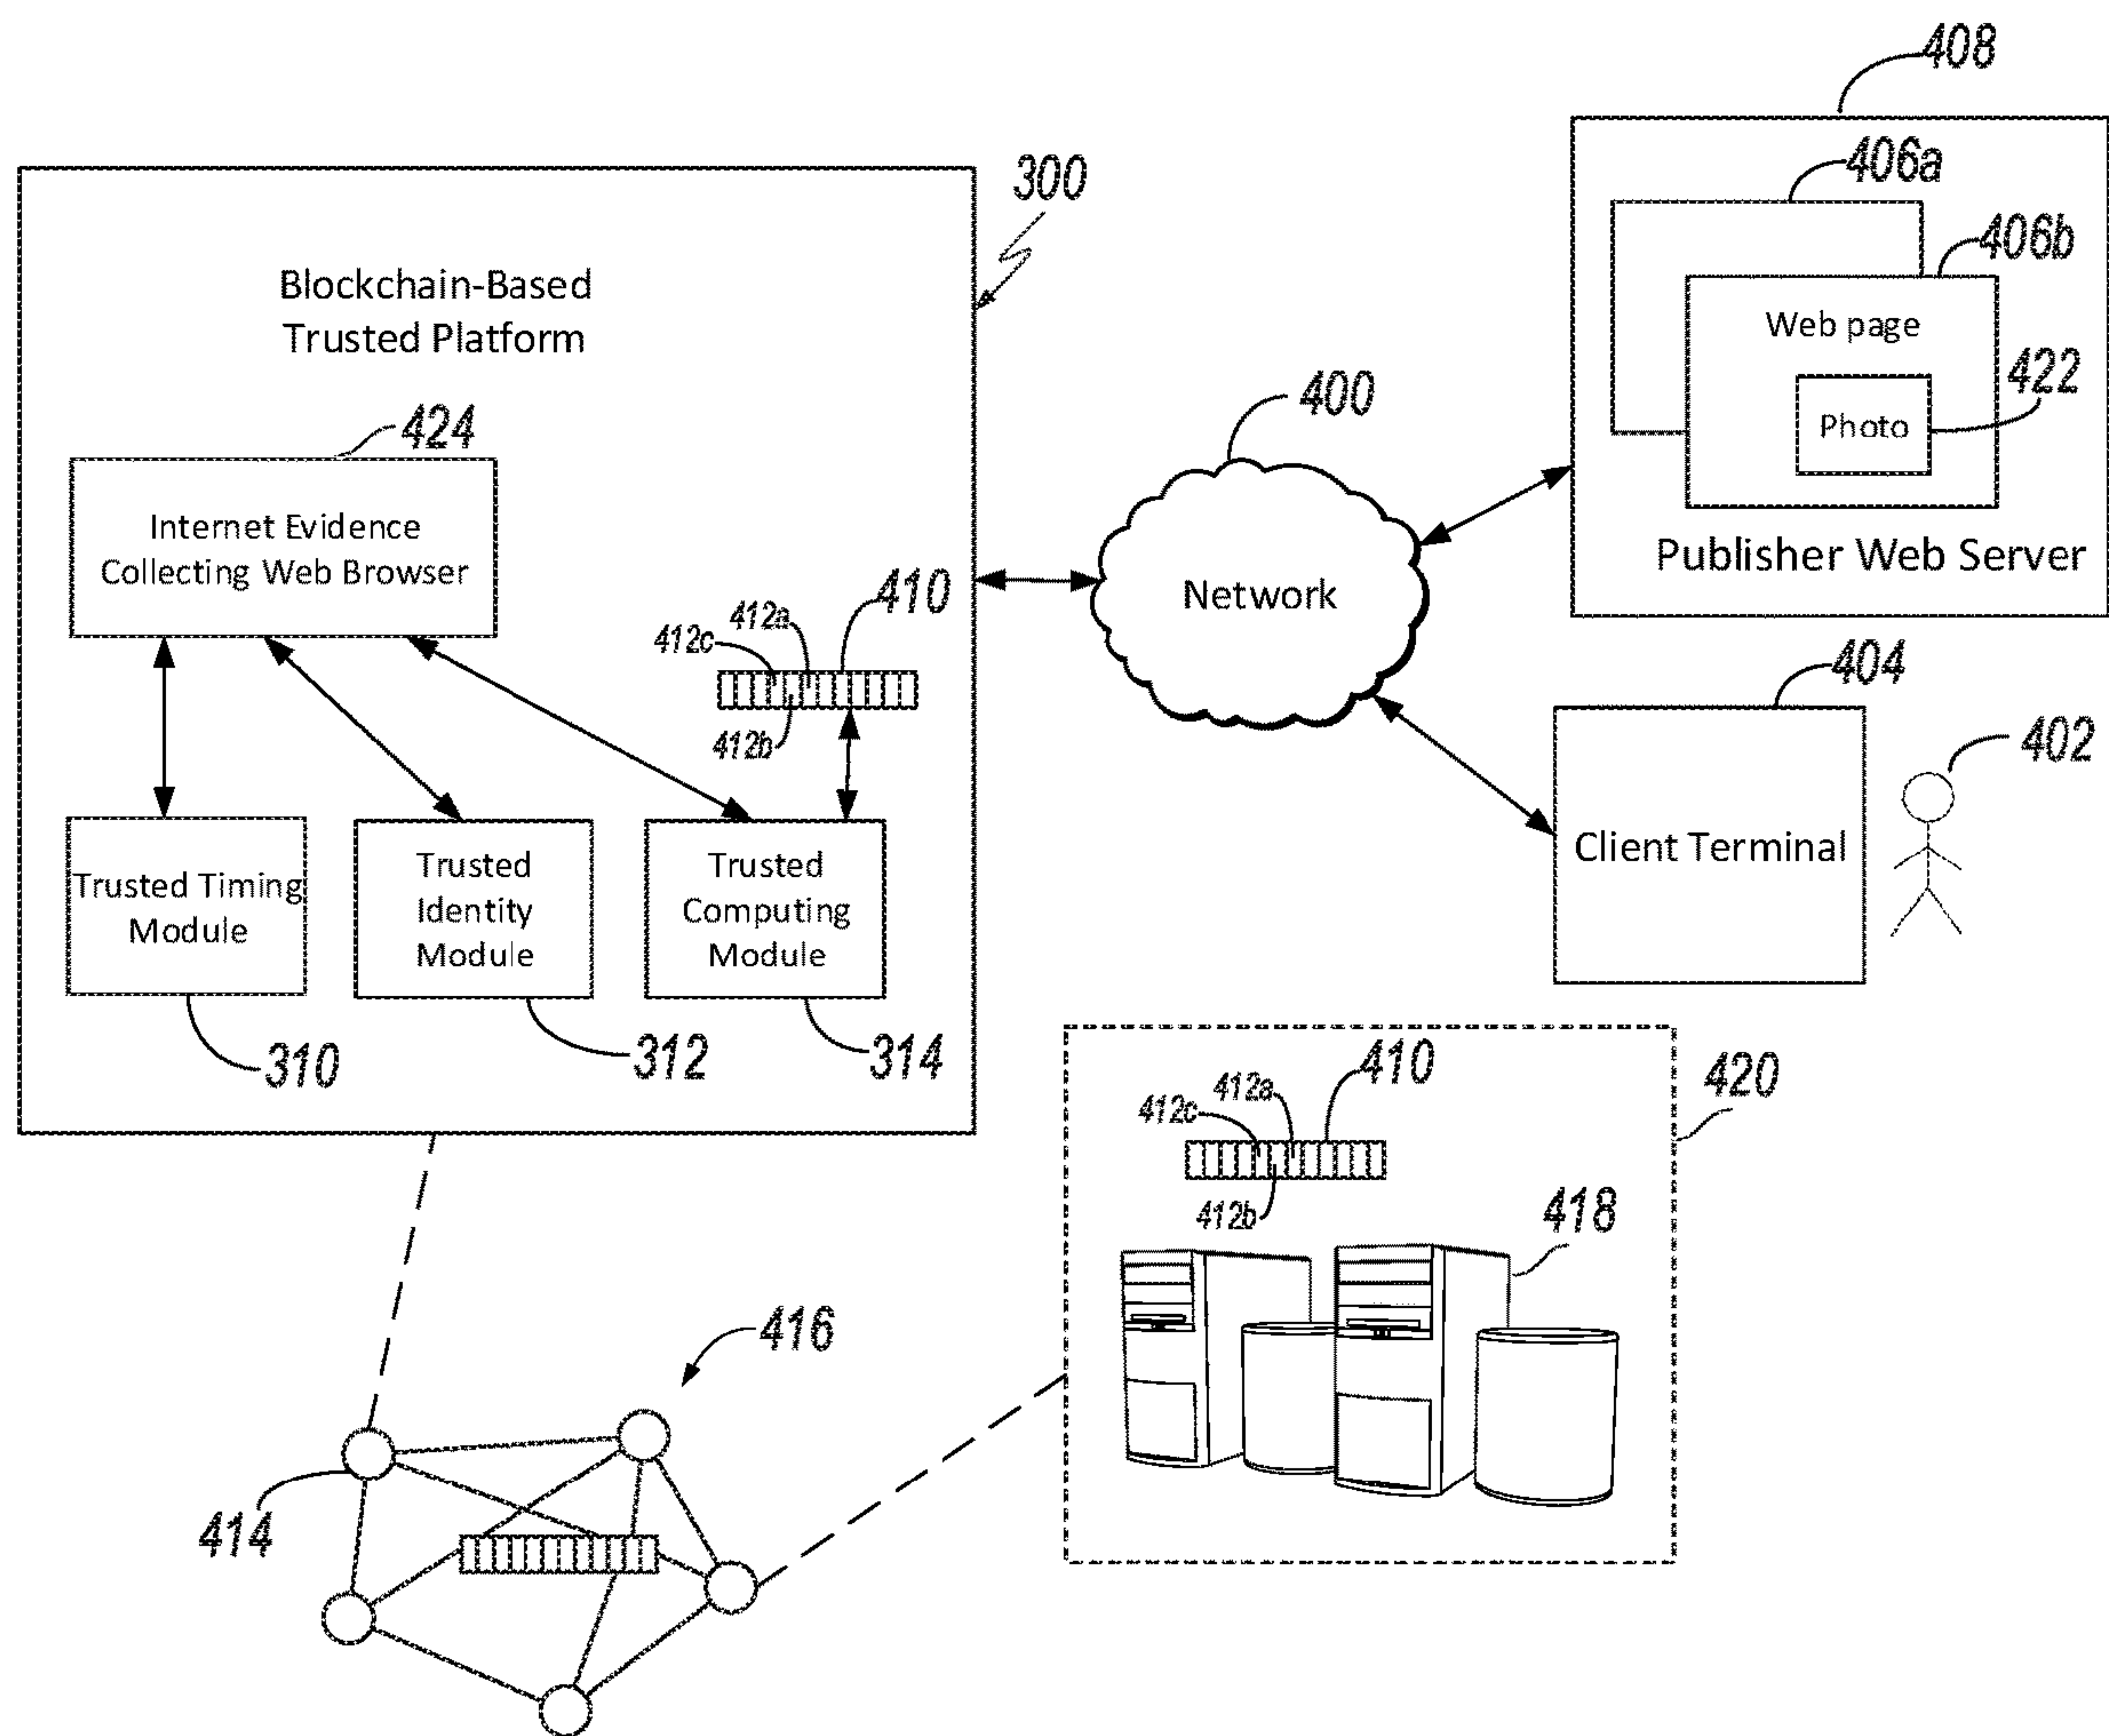 408
406a
406b
Web page
422
Photo
Publisher Web Server
300
Blockchain-Based
Trusted Platform
424
Internet Evidence
Collecting Web Browser
410
412a
412c
412b
Trusted Timing
Module
Trusted
Identity
Module
Trusted
Computing
Module
310
312
314
400
Network
404
402
Client Terminal
420
410
412a
412c
412b
418
416
414